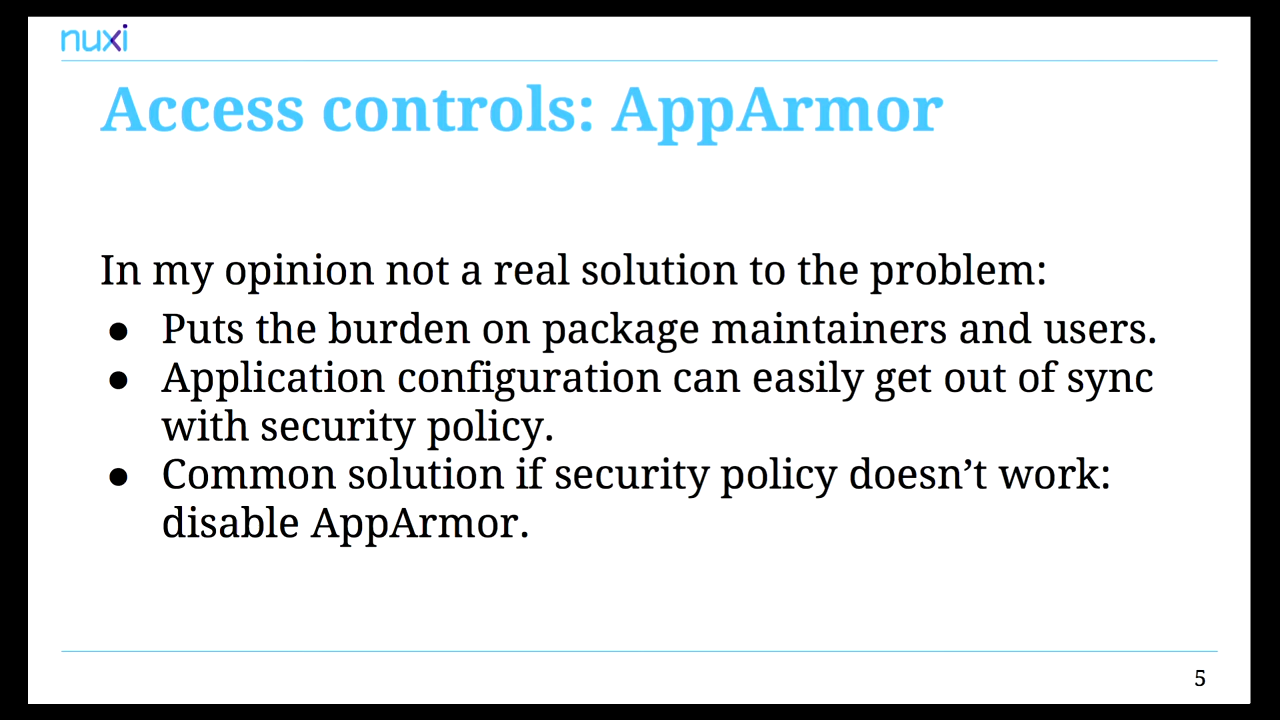 nuxi
Access controls: AppArmor
In my opinion not a real solution to the problem:
● Puts the burden on package maintainers and users.
● Application configuration can easily get out of sync
with security policy.
● Common solution if security policy doesn’t work:
disable AppArmor.
5